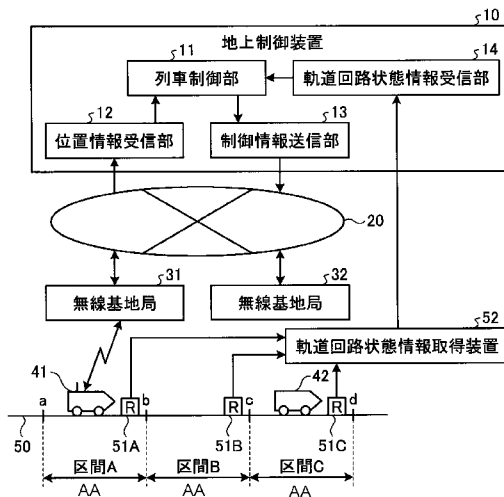 10
地上制御装置
11
14
列車制御部
軌道回路状態情報受信部
12
13
位置情報受信部
制御情報送信部
20
31
32
無線基地局
無線基地局
52
軌道回路状態情報取得装置
41
42
a
R
b
R
c
R
d
50
51A
51B
51C
区間A
区間B
区間C
AA
AA
AA